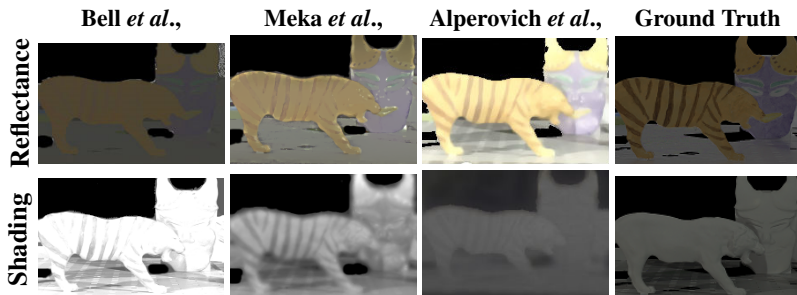 Bell et al., Meka et al., Alperovich et al., Ground Truth
Reflectance
Shading